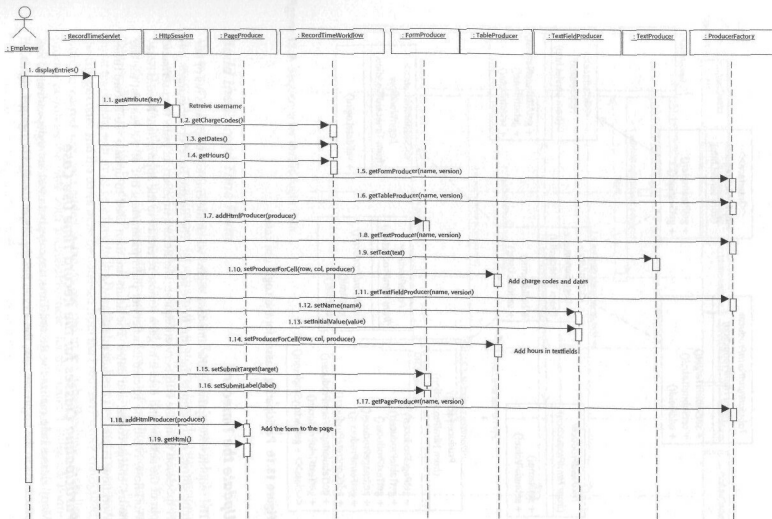 : Employee
: RecordTimeServlet
: HttpSession
: PageProducer
: RecordTimeWorkflow
: FormProducer
: TableProducer
: TextFieldProducer
: TextProducer
: ProducerFactory
1. displayEntries()
1.1. getAttribute(key)
Retreive username
1.2. getChargeCodes()
1.3. getDates()
1.4. getHours()
1.5. getFormProducer(name, version)
1.6. getTableProducer(name, version)
1.7. addHtmlProducer(producer)
1.8. getTextProducer(name, version)
1.9. setText(text)
1.10. setProducerForCell(row, col, producer)
Add charge codes and dates
1.11. getTextFieldProducer(name, version)
1.12. setName(name)
1.13. setInitialValue(value)
1.14. setProducerForCell(row, col, producer)
Add hours in textfields
1.15. setSubmitTarget(target)
1.16. setSubmitLabel(label)
1.17. getPageProducer(name, version)
1.18. addHtmlProducer(producer)
Add the form to the page
1.19. getHtml()